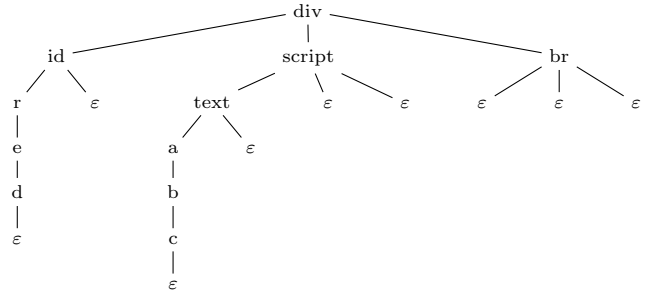 div
id script br
r ε text ε ε ε ε ε
e a ε
d b
ε c
ε